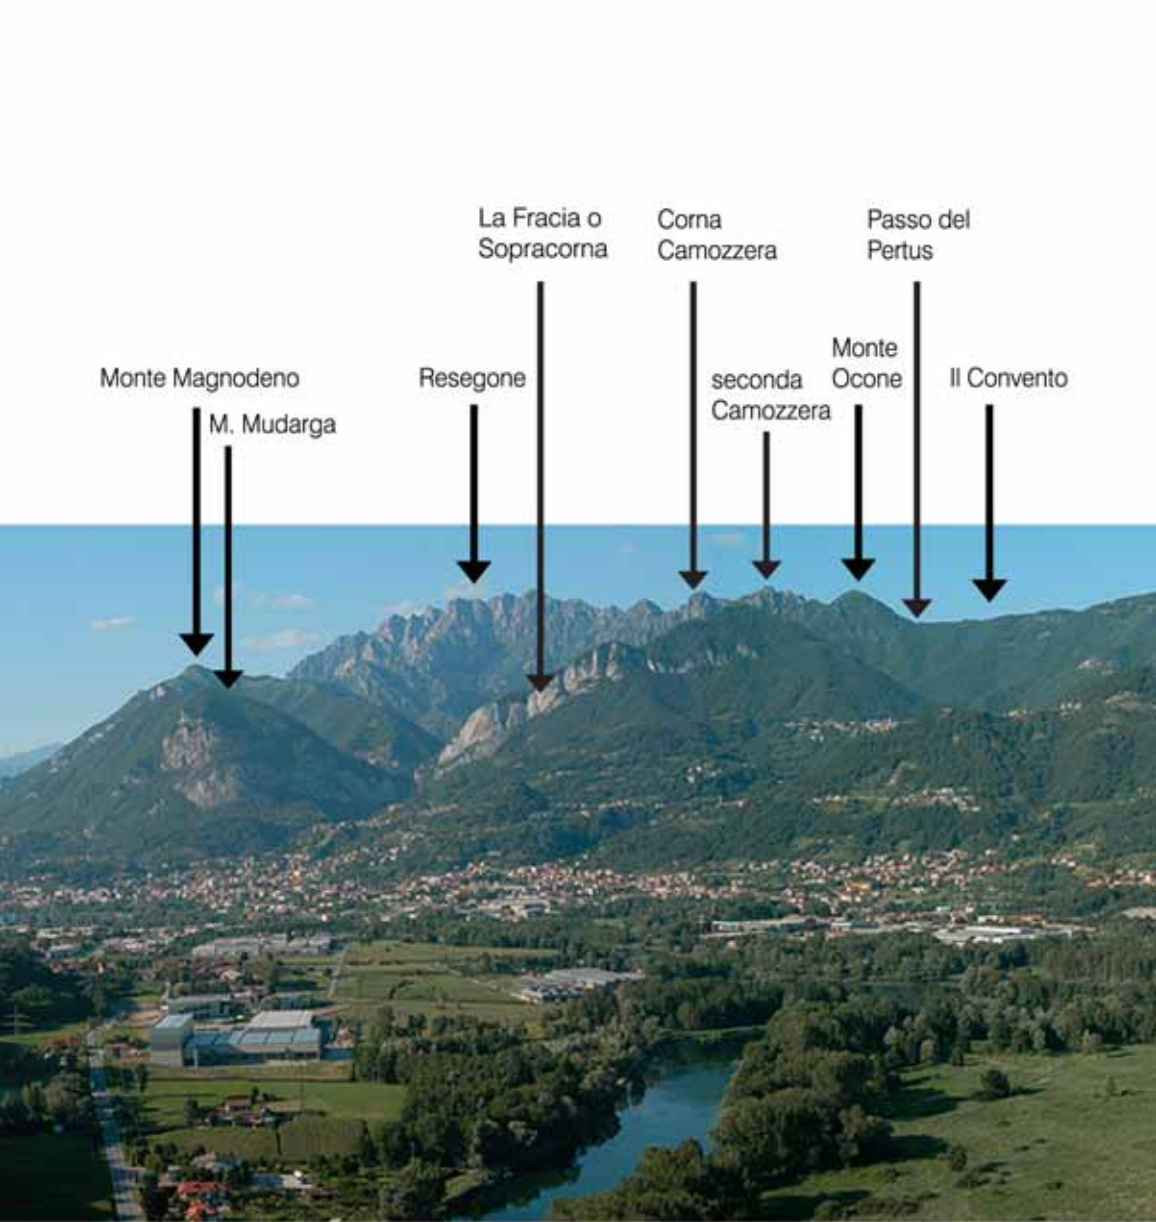 La Fracia o
Sopracorna
Corna
Camozzera
Passo del
Pertus
Monte Magnodeno
M. Mudarga
Resegone
seconda
Camozzera
Monte
Ocone
Il Convento